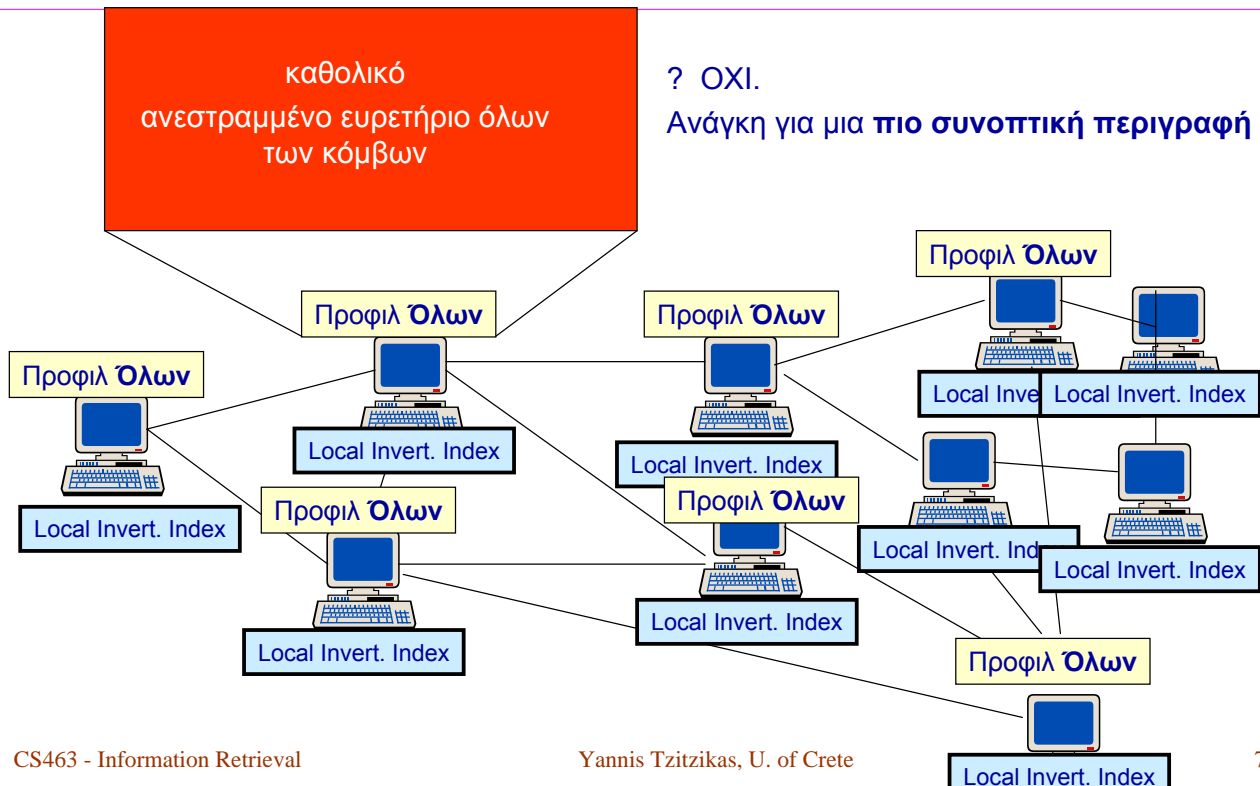 καθολικό
ανεστραμμένο ευρετήριο όλων
των κόμβων
? ΟΧΙ.
Ανάγκη για μια πιο συνοπτική περιγραφή
Προφιλ Όλων
Προφιλ Όλων
Προφιλ Όλων
Προφιλ Όλων
Local Inve
Local Invert. Index
Local Invert. Index
Local Invert. Index
Προφιλ Όλων
Προφιλ Όλων
Local Invert. Index
Local Invert. Ind
Local Invert. Index
Local Invert. Index
Local Invert. Index
Προφιλ Όλων
CS463 - Information Retrieval
Yannis Tzitzikas, U. of Crete
7
Local Invert. Index